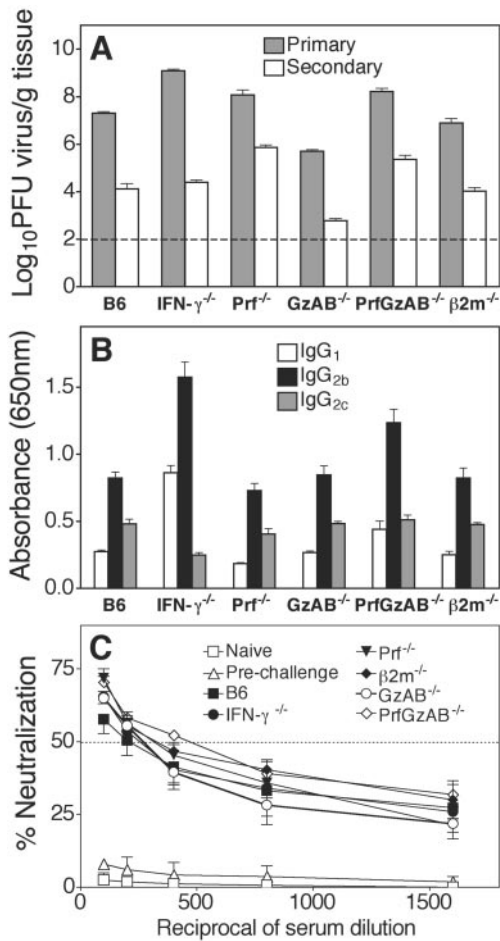 A
Primary
Secondary
Log10PFU virus/g tissue
10
8
6
4
2
0
B6 IFN-γ-/- Prf-/- GzAB-/- PrfGzAB-/- β2m-/-
B
IgG1
IgG2b
IgG2c
Absorbance (650nm)
1.5
1.0
0.5
0.0
B6 IFN-γ-/- Prf-/- GzAB-/- PrfGzAB-/- β2m-/-
C
Naive
Pre-challenge
B6
IFN-γ -/-
Prf-/-
β2m-/-
GzAB-/-
PrfGzAB-/-
% Neutralization
75
50
25
0
0 500 1000 1500
Reciprocal of serum dilution